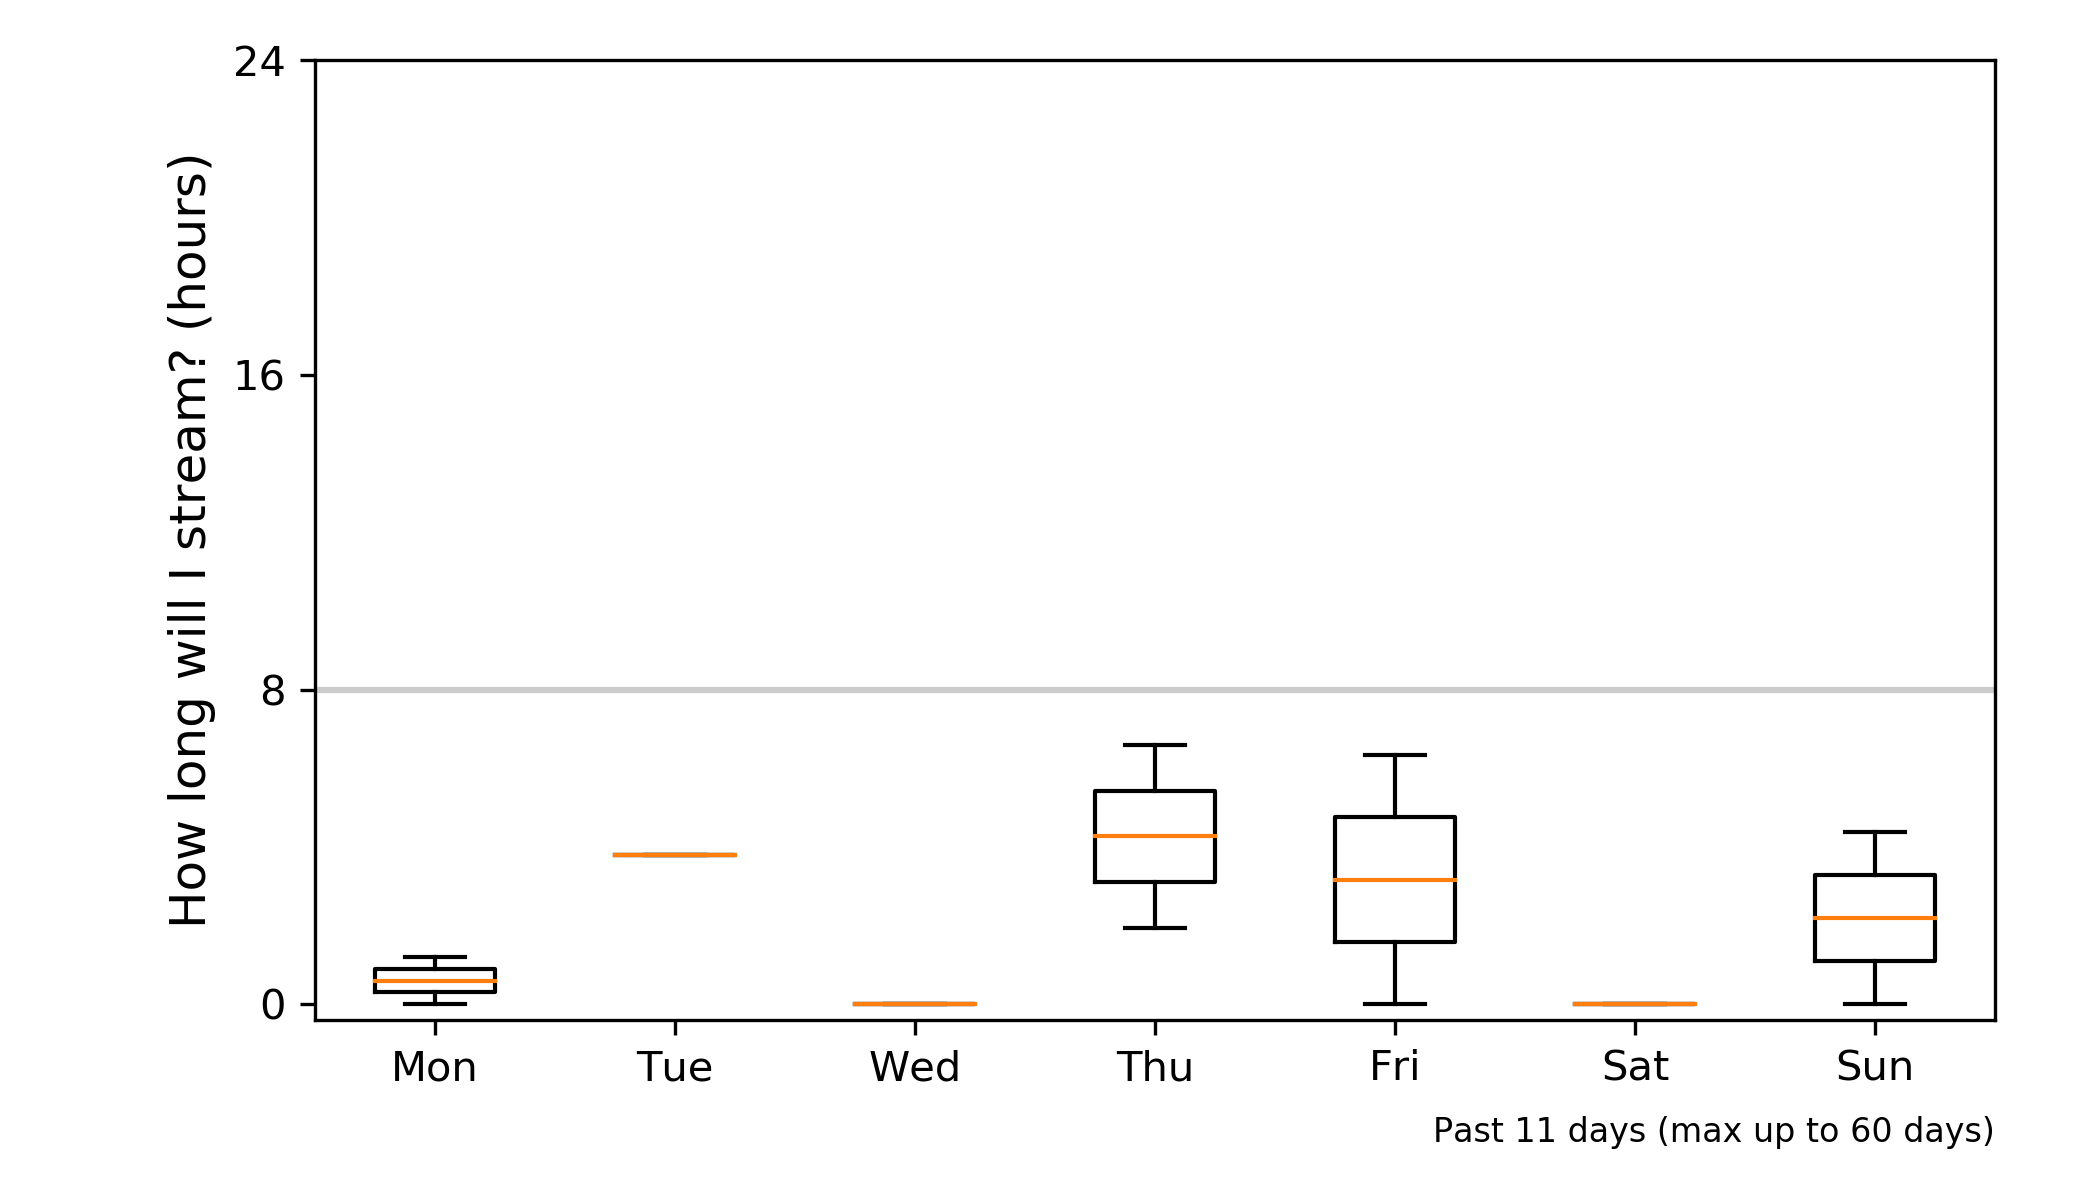 How long will I stream? (hours)
24
16
8
0
Mon Tue Wed Thu Fri Sat Sun
Past 11 days (max up to 60 days)